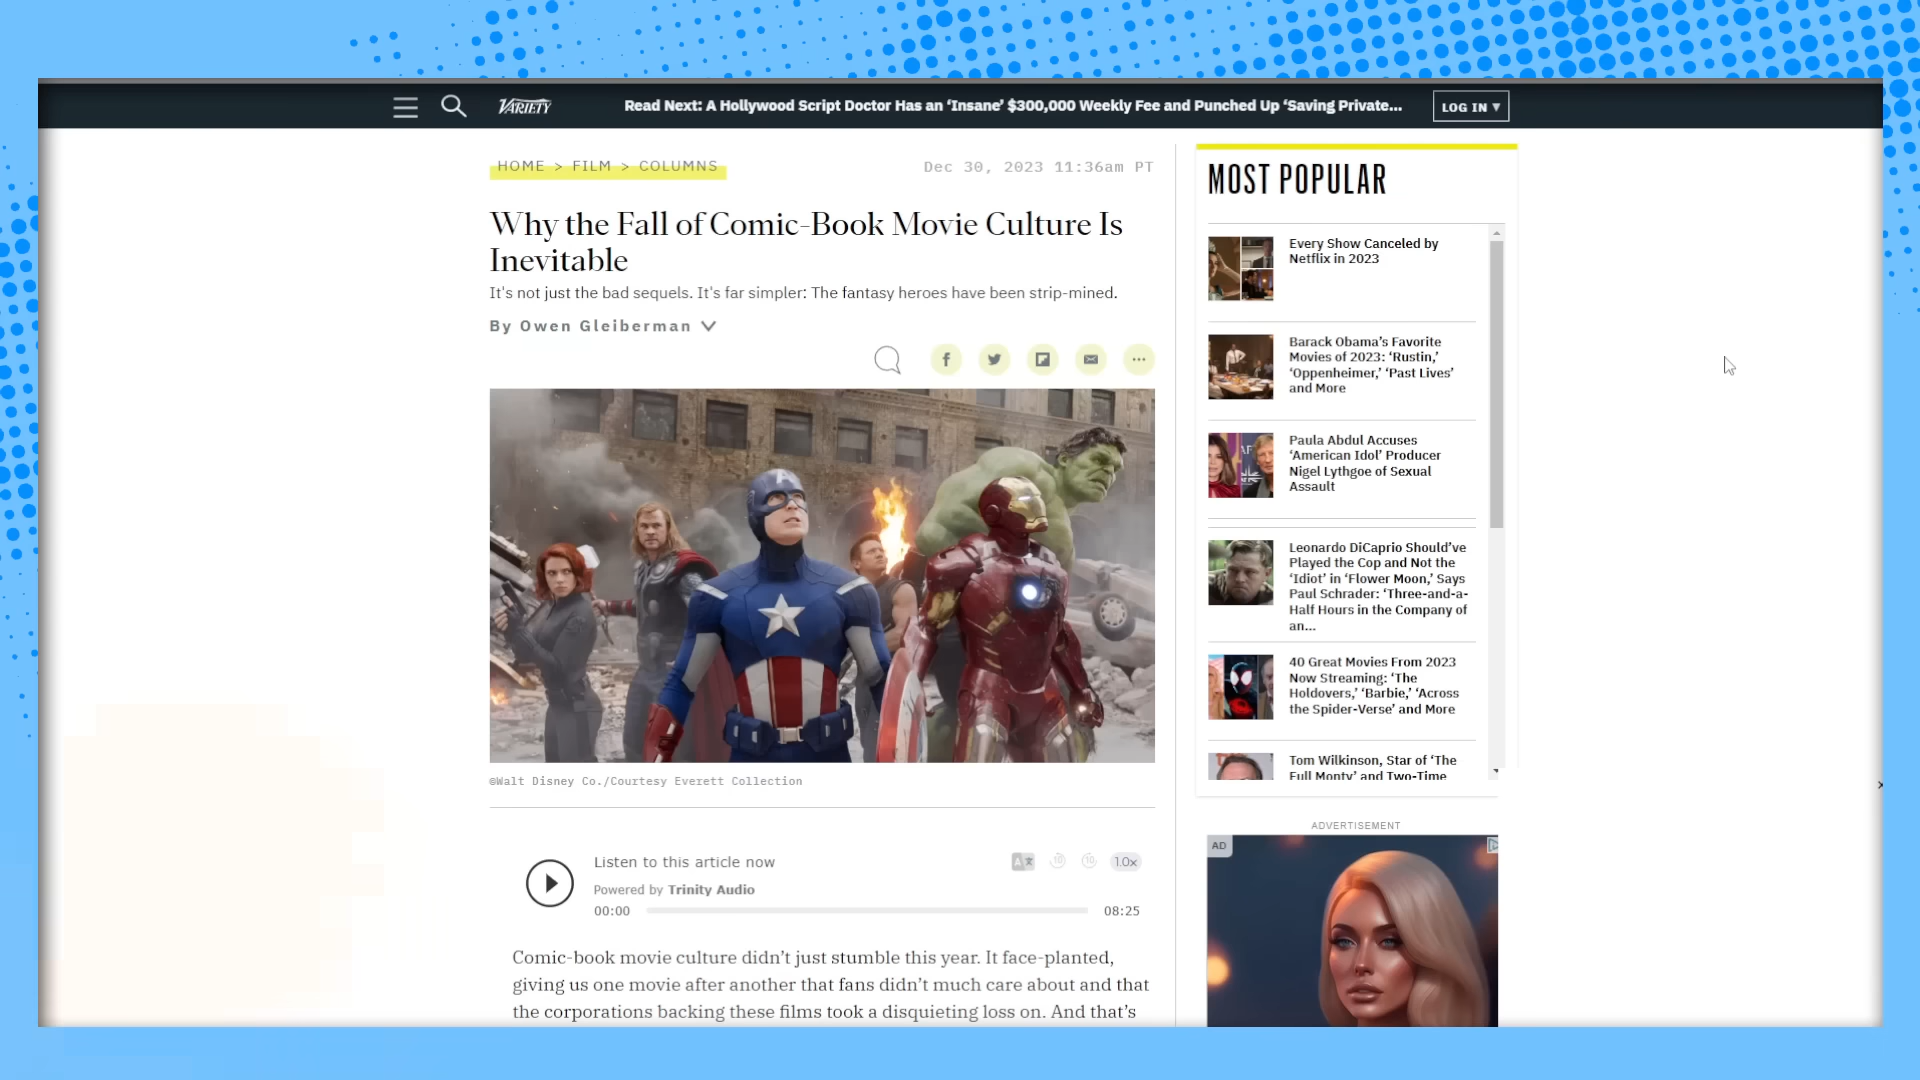 VARIETY
Read Next: A Hollywood Script Doctor Has an ‘Insane’ $300,000 Weekly Fee and Punched Up ‘Saving Private...
LOG IN ▾
HOME > FILM > COLUMNS
Dec 30, 2023 11:36am PT
Why the Fall of Comic-Book Movie Culture Is
Inevitable
It's not just the bad sequels. It's far simpler: The fantasy heroes have been strip-mined.
By Owen Gleiberman
©Walt Disney Co./Courtesy Everett Collection
Listen to this article now
1.0x
Powered by Trinity Audio
00:00
08:25
Comic-book movie culture didn’t just stumble this year. It face-planted,
giving us one movie after another that fans didn’t much care about and that
the corporations backing these films took a disquieting loss on. And that’s
MOST POPULAR
Every Show Canceled by
Netflix in 2023
Barack Obama’s Favorite
Movies of 2023: ‘Rustin,’
‘Oppenheimer,’ ‘Past Lives’
and More
Paula Abdul Accuses
‘American Idol’ Producer
Nigel Lythgoe of Sexual
Assault
Leonardo DiCaprio Should’ve
Played the Cop and Not the
‘Idiot’ in ‘Flower Moon,’ Says
Paul Schrader: ‘Three-and-a-
Half Hours in the Company of
an...
40 Great Movies From 2023
Now Streaming: ‘The
Holdovers,’ ‘Barbie,’ ‘Across
the Spider-Verse’ and More
Tom Wilkinson, Star of ‘The
Full Monty’ and Two-Time
ADVERTISEMENT
AD